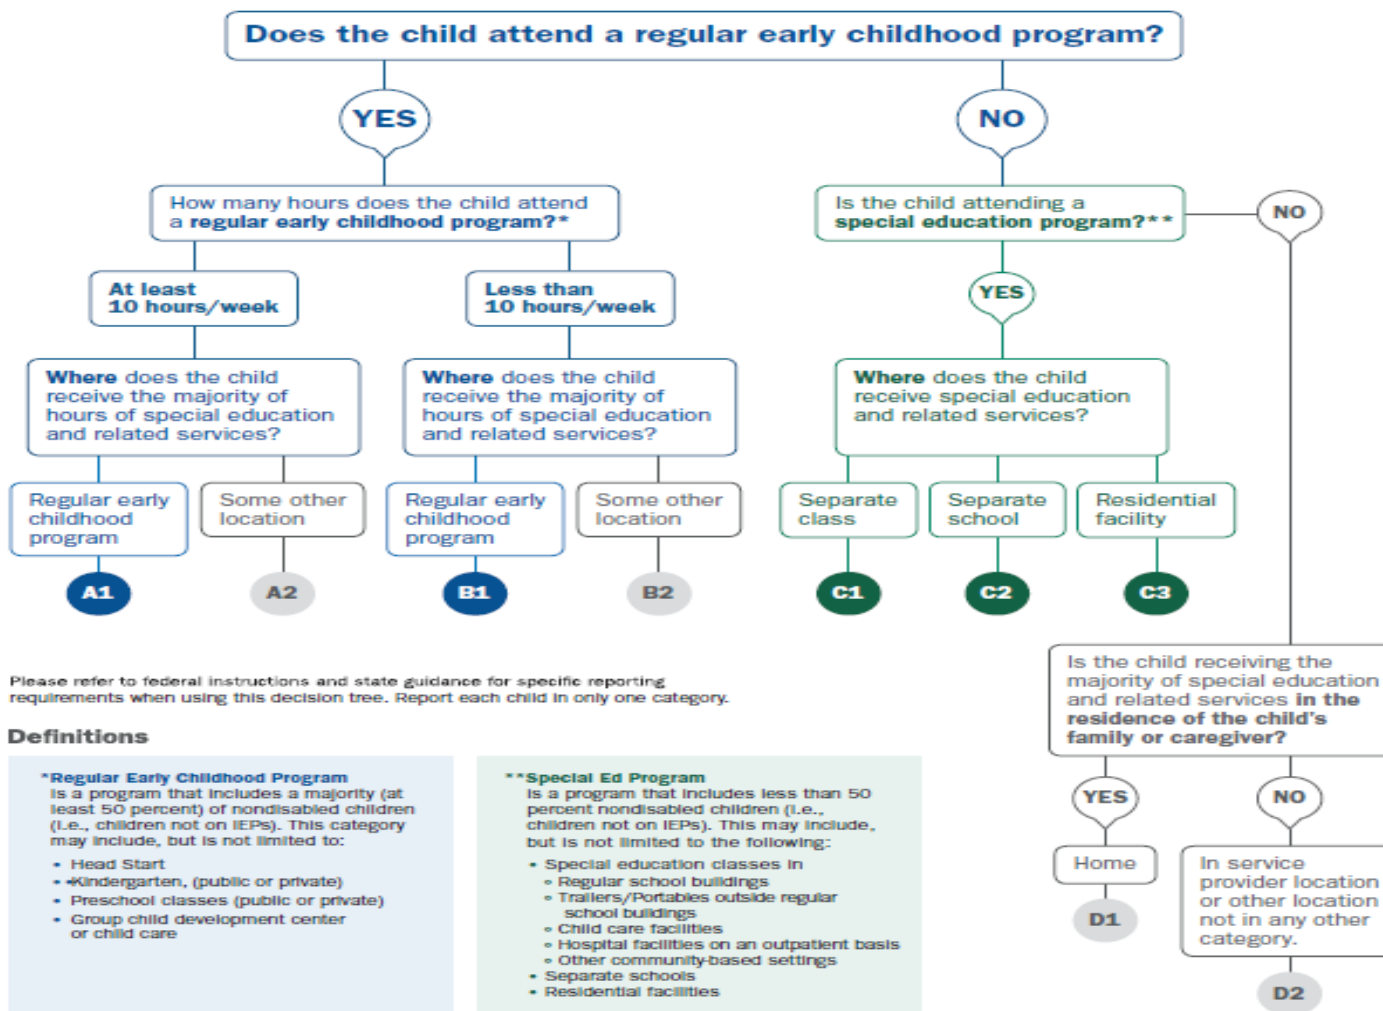 Does the child attend a regular early childhood program?
YES
NO
How many hours does the child attend
a regular early childhood program?*
Is the child attending a
special education program?**
NO
At least
10 hours/week
Less than
10 hours/week
YES
Where does the child
receive the majority of
hours of special education
and related services?
Where does the child
receive the majority of
hours of special education
and related services?
Where does the child
receive special education
and related services?
Regular early
childhood
program
Some other
location
Regular early
childhood
program
Some other
location
Separate
class
Separate
school
Residential
facility
A1
A2
B1
B2
C1
C2
C3
Is the child receiving the
majority of special education
and related services in the
residence of the child's
family or caregiver?
YES
NO
Home
In service
provider location
or other location
not in any other
category.
D1
D2
Please refer to federal instructions and state guidance for specific reporting
requirements when using this decision tree. Report each child in only one category.
Definitions
*Regular Early Childhood Program
Is a program that includes a majority (at
least 50 percent) of nondisabled children
(i.e., children not on IEPs). This category
may include, but is not limited to:
• Head Start
• •Kindergarten, (public or private)
• Preschool classes (public or private)
• Group child development center
or child care
**Special Ed Program
Is a program that includes less than 50
percent nondisabled children (i.e.,
children not on IEPs). This may include,
but is not limited to the following:
• Special education classes in
∘ Regular school buildings
∘ Trailers/Portables outside regular
school buildings
∘ Child care facilities
∘ Hospital facilities on an outpatient basis
∘ Other community-based settings
• Separate schools
• Residential facilities